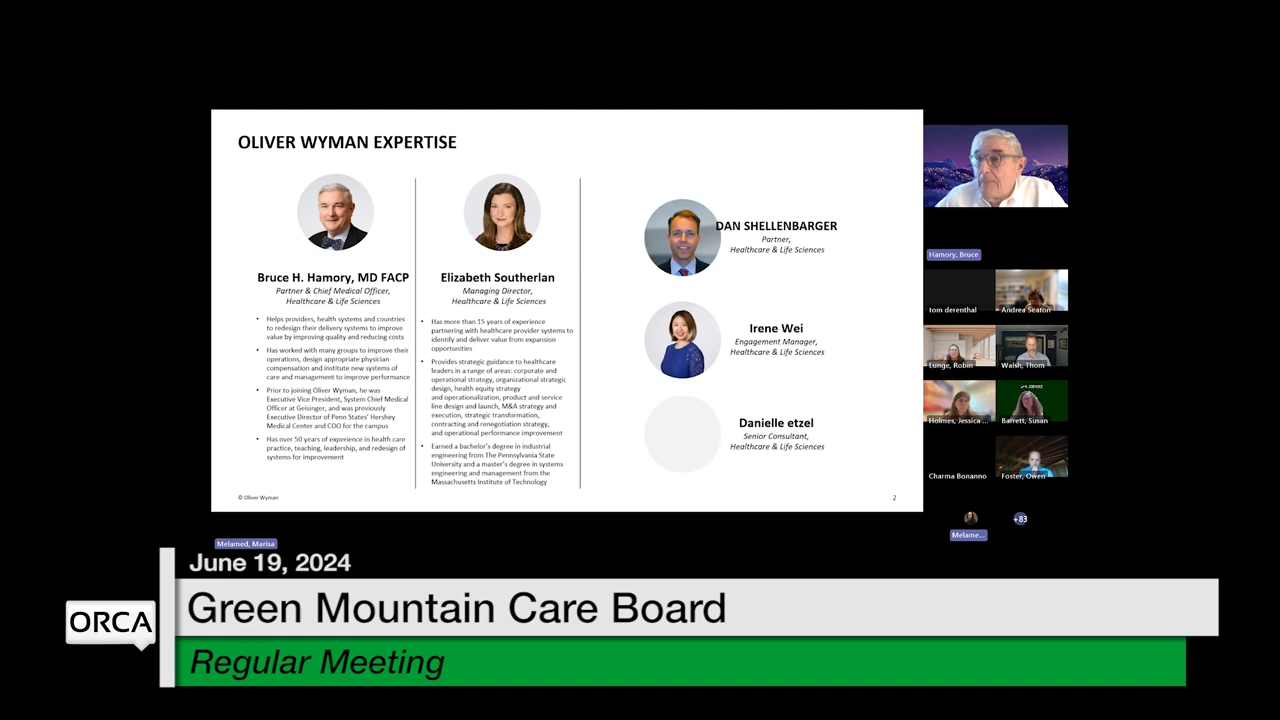 OLIVER WYMAN EXPERTISE
Bruce H. Hamory, MD FACP
Partner & Chief Medical Officer,
Healthcare & Life Sciences
• Helps providers, health systems and countries
to redesign their delivery systems to improve
value by improving quality and reducing costs
• Has worked with many groups to improve their
operations, design appropriate physician
compensation and institute new systems of
care and management to improve performance
• Prior to joining Oliver Wyman, he was
Executive Vice President, System Chief Medical
Officer at Geisinger, and was previously
Executive Director of Penn States' Hershey
Medical Center and COO for the campus
• Has over 50 years of experience in health care
practice, teaching, leadership, and redesign of
systems for improvement
Elizabeth Southerlan
Managing Director,
Healthcare & Life Sciences
• Has more than 15 years of experience
partnering with healthcare provider systems to
identify and deliver value from expansion
opportunities
• Provides strategic guidance to healthcare
leaders in a range of areas: corporate and
operational strategy, organizational strategic
design, health equity strategy
and operationalization, product and service
line design and launch, M&A strategy and
execution, strategic transformation,
contracting and renegotiation strategy,
and operational performance improvement
• Earned a bachelor's degree in industrial
engineering from The Pennsylvania State
University and a master's degree in systems
engineering and management from the
Massachusetts Institute of Technology
DAN SHELLENBARGER
Partner,
Healthcare & Life Sciences
Irene Wei
Engagement Manager,
Healthcare & Life Sciences
Danielle etzel
Senior Consultant,
Healthcare & Life Sciences
© Oliver Wyman
2
Hamory, Bruce
tom derenthal
Andrea Seaton
Lunge, Robin
Walsh, Thom
Holmes, Jessica ...
Barrett, Susan
Charma Bonanno
Foster, Owen
+83
Melame...
Melamed, Marisa
June 19, 2024
ORCA
Green Mountain Care Board
Regular Meeting